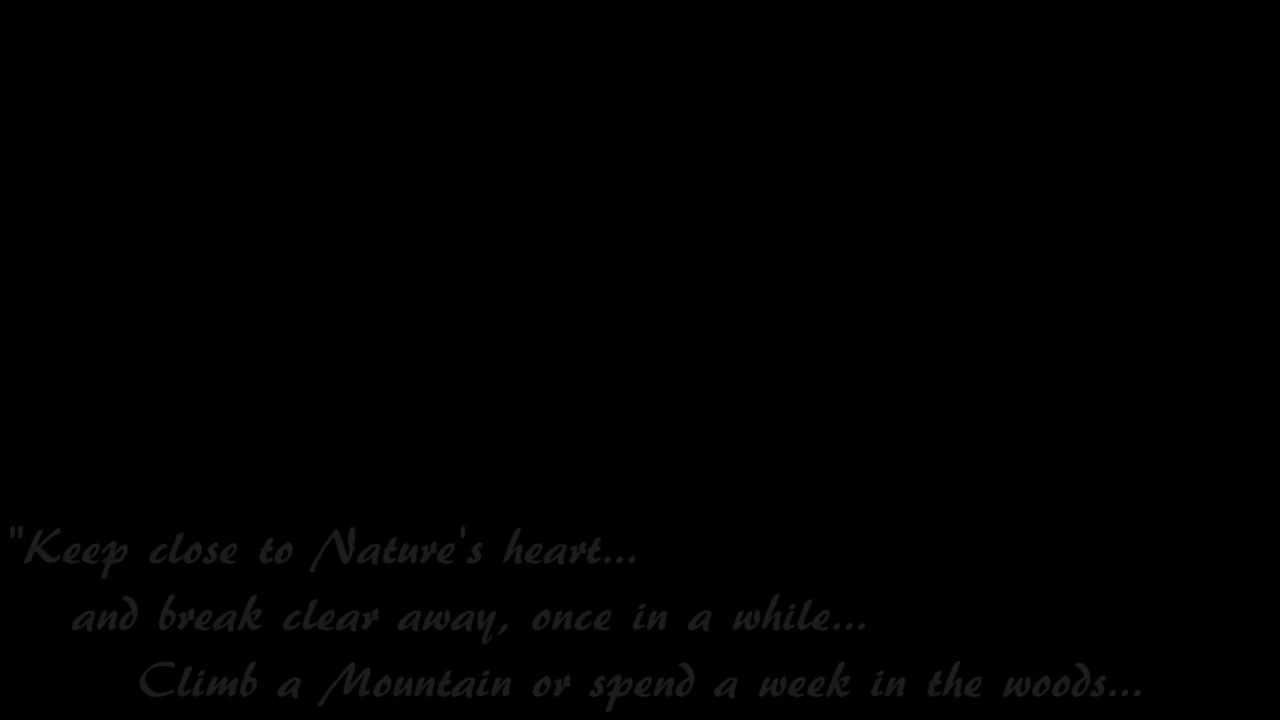 "Keep close to Nature's heart...
and break clear away, once in a while...
Climb a Mountain or spend a week in the woods...